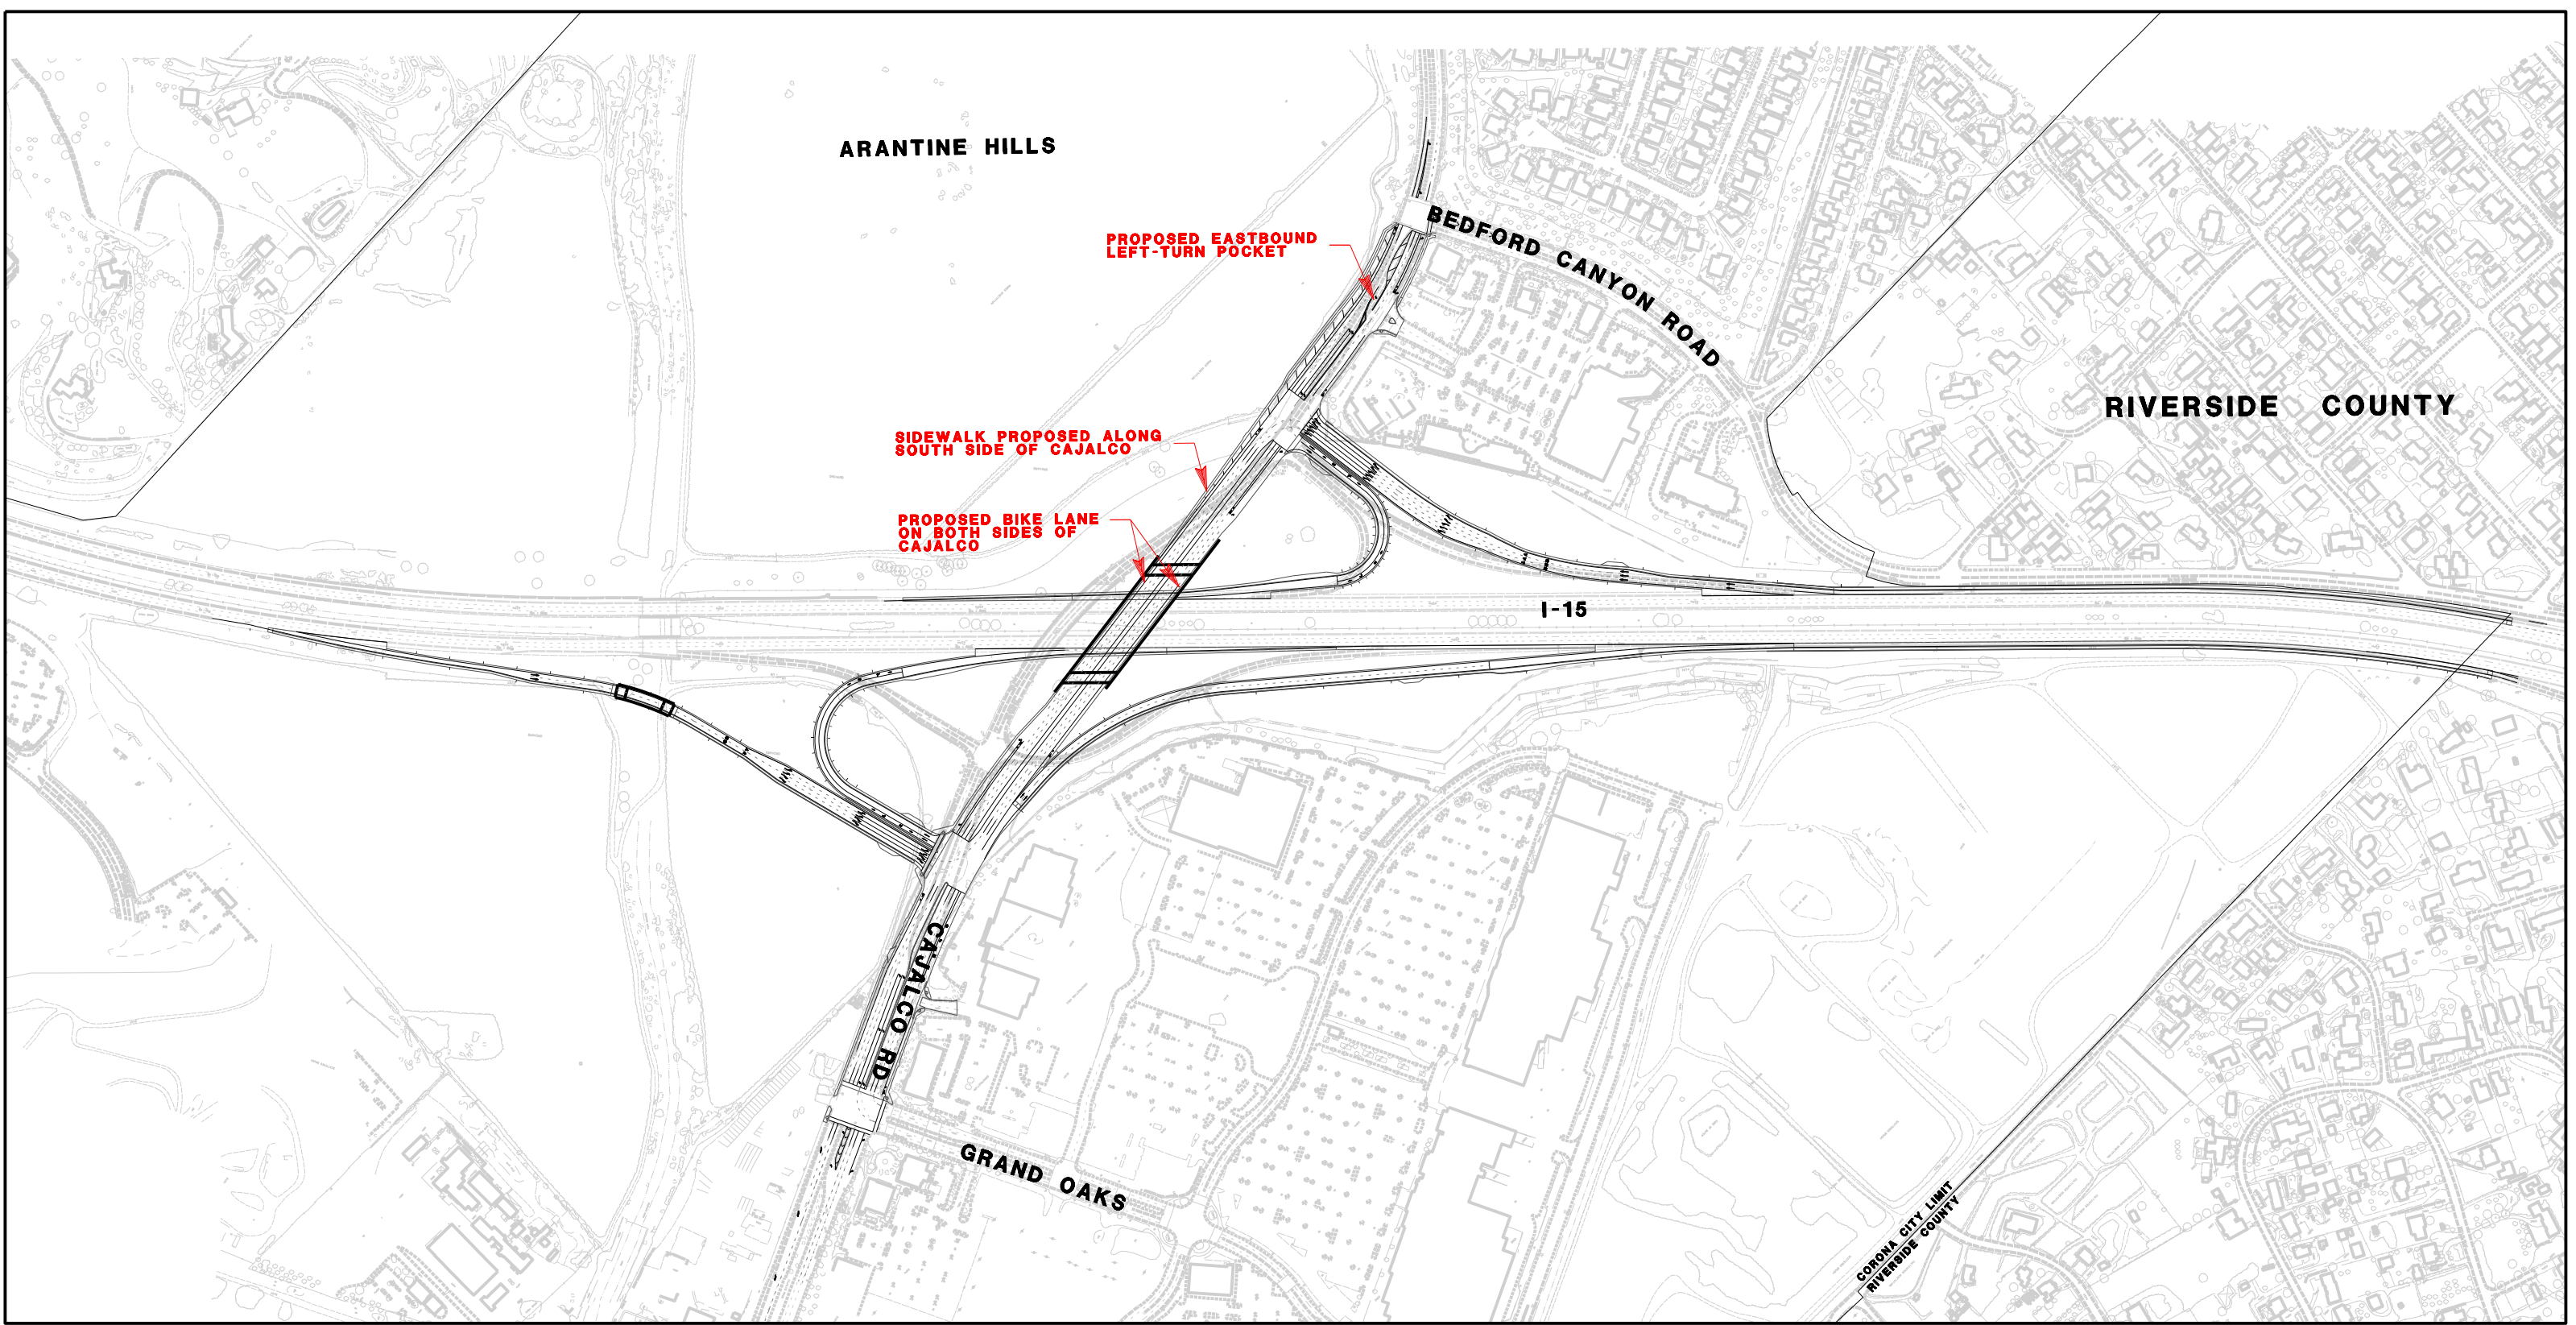 ARANTINE HILLS
BEDFORD CANYON ROAD
PROPOSED EASTBOUND
LEFT-TURN POCKET
RIVERSIDE COUNTY
SIDEWALK PROPOSED ALONG
SOUTH SIDE OF CAJALCO
PROPOSED BIKE LANE
ON BOTH SIDES OF
CAJALCO
I-15
CAJALCO RD
GRAND OAKS
CORONA CITY LIMIT
RIVERSIDE COUNTY